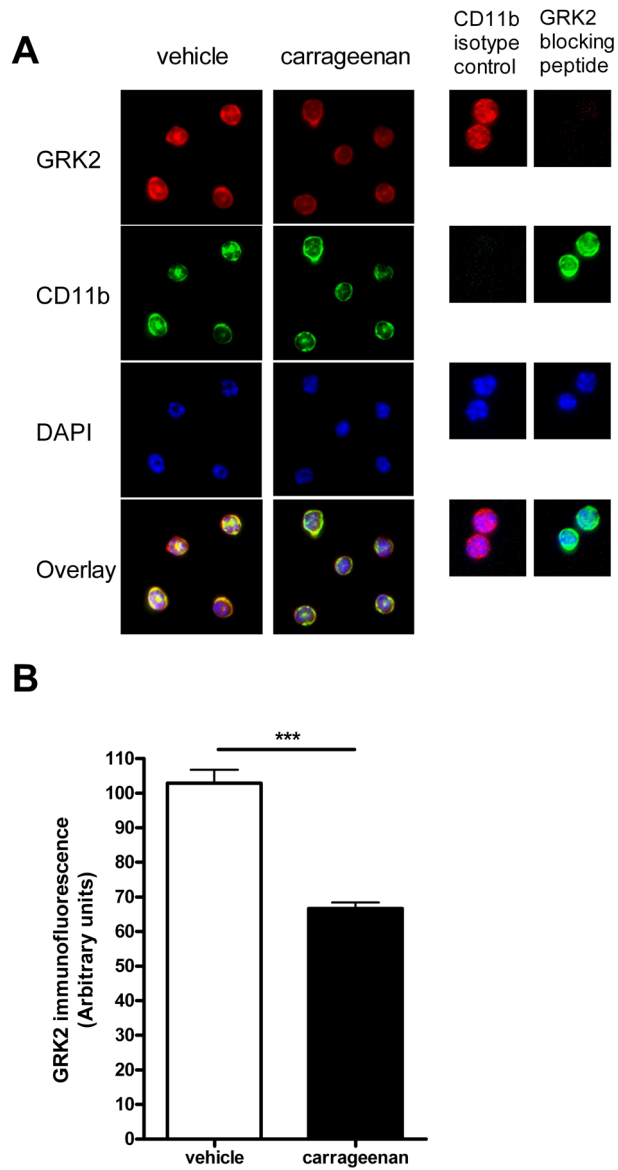 A
vehicle
carrageenan
CD11b
isotype
control
GRK2
blocking
peptide
GRK2
CD11b
DAPI
Overlay
B
***
110
100
90
80
70
60
50
40
30
20
10
0
GRK2 immunofluorescence
(Arbitrary units)
vehicle
carrageenan